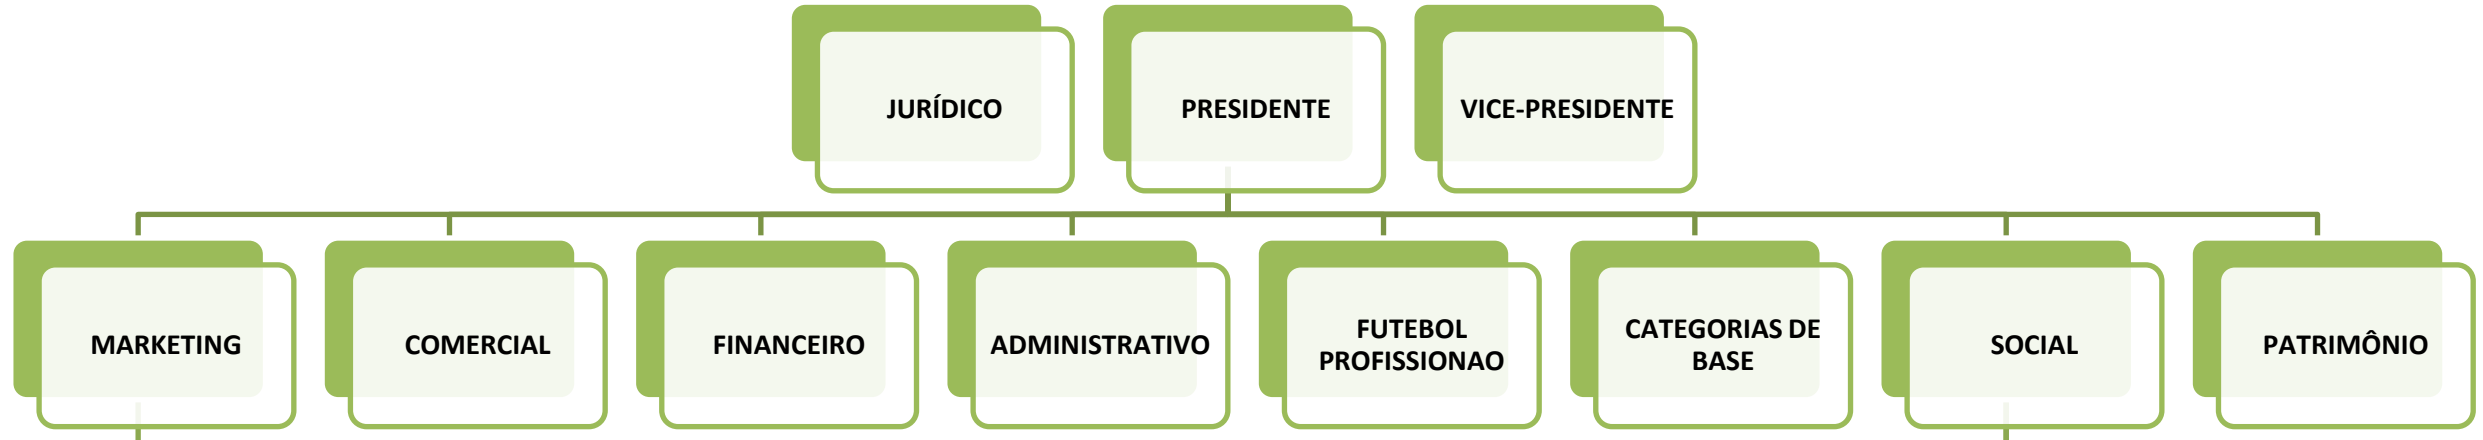 JURÍDICO
PRESIDENTE
VICE-PRESIDENTE
MARKETING
COMERCIAL
FINANCEIRO
ADMINISTRATIVO
FUTEBOL
PROFISSIONAO
CATEGORIAS DE
BASE
SOCIAL
PATRIMÔNIO